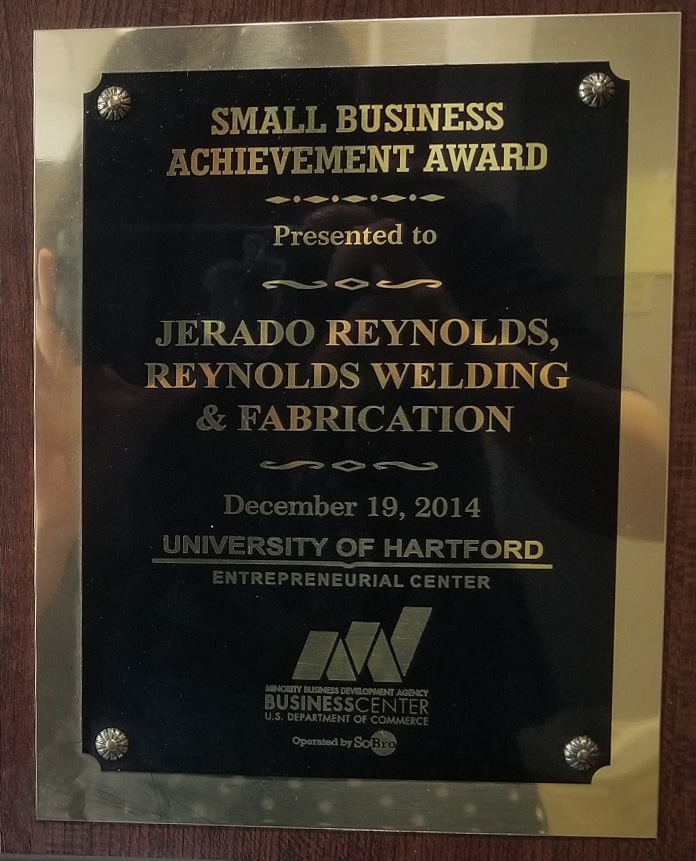 SMALL BUSINESS
ACHIEVEMENT AWARD
Presented to
JERADO REYNOLDS,
REYNOLDS WELDING
& FABRICATION
December 19, 2014
UNIVERSITY OF HARTFORD
ENTREPRENEURIAL CENTER
MINORITY BUSINESS DEVELOPMENT AGENCY
BUSINESSCENTER
U.S. DEPARTMENT OF COMMERCE
Operated by SoBro